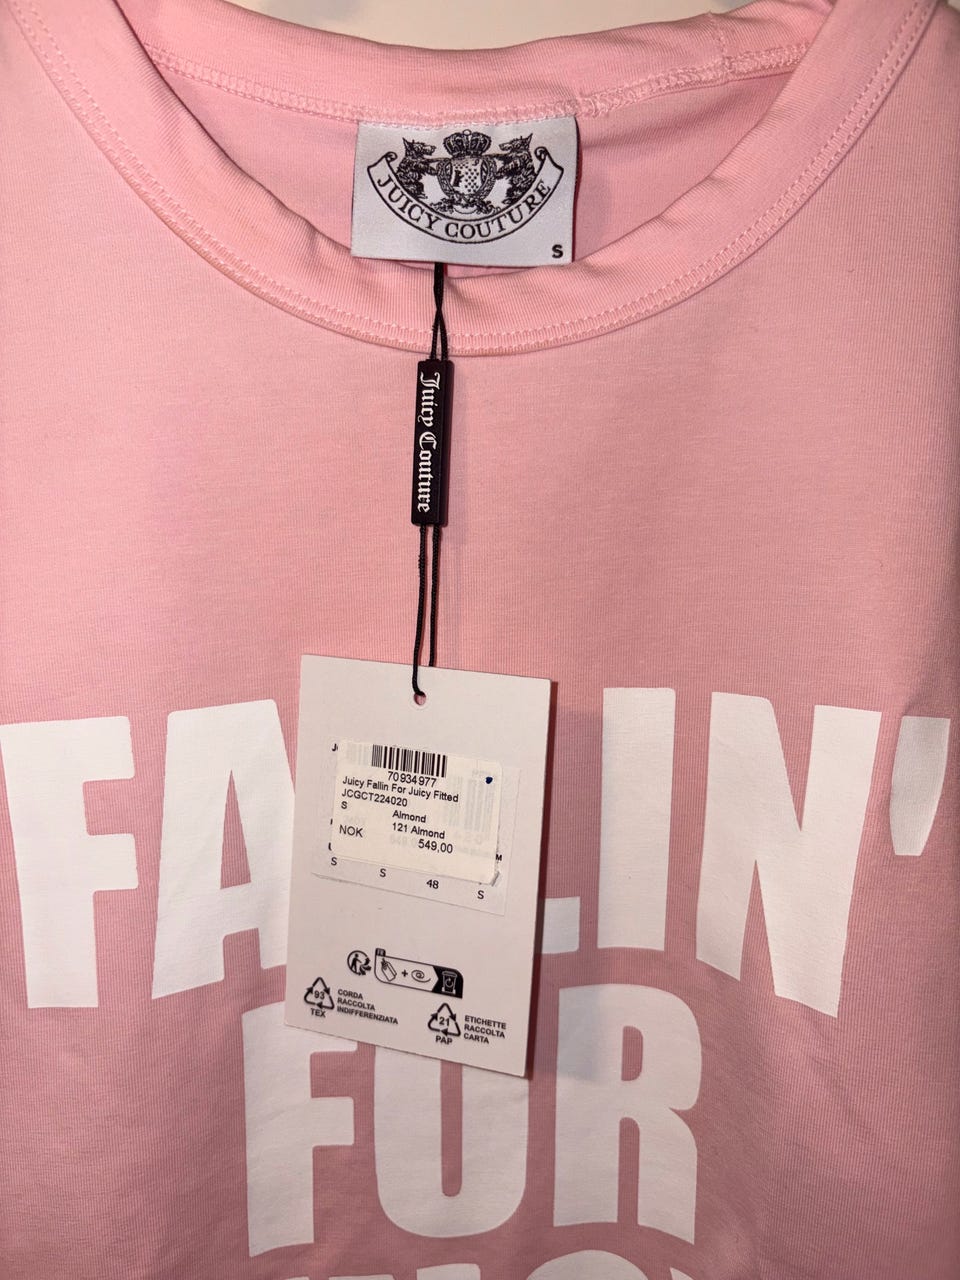 JUICY COUTURE
S
Juicy Couture
70934977
Juicy Fallin For Juicy Fitted
JCGCT224020
S
Almond
121 Almond
NOK 549,00
S S 48 S
93
TEX
CORDA
RACCOLTA
INDIFFERENZIATA
21
PAP
ETICHETTE
RACCOLTA
CARTA
FALLIN'
FOR